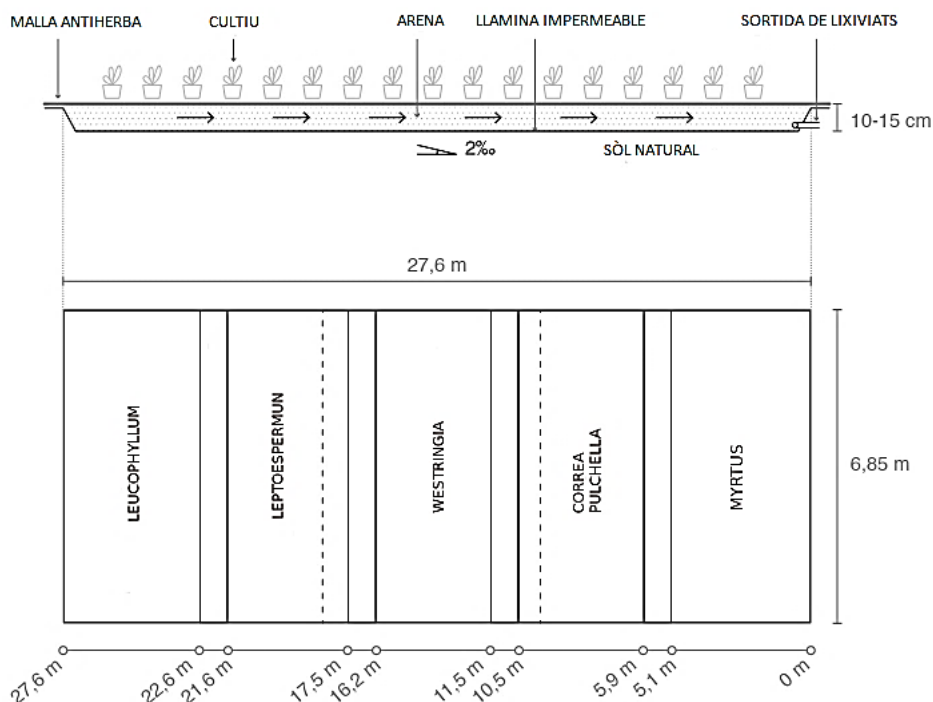 MALLA ANTIHERBA
CULTIU
ARENA
LLAMINA IMPERMEABLE
SORTIDA DE LIXIVIATS
10-15 cm
2‰
SÒL NATURAL
27,6 m
LEUCOPHYLLUM
LEPTOESPERMUN
WESTRINGIA
CORREA
PULCHELLA
MYRTUS
6,85 m
27,6 m
22,6 m
21,6 m
17,5 m
16,2 m
11,5 m
10,5 m
5,9 m
5,1 m
0 m